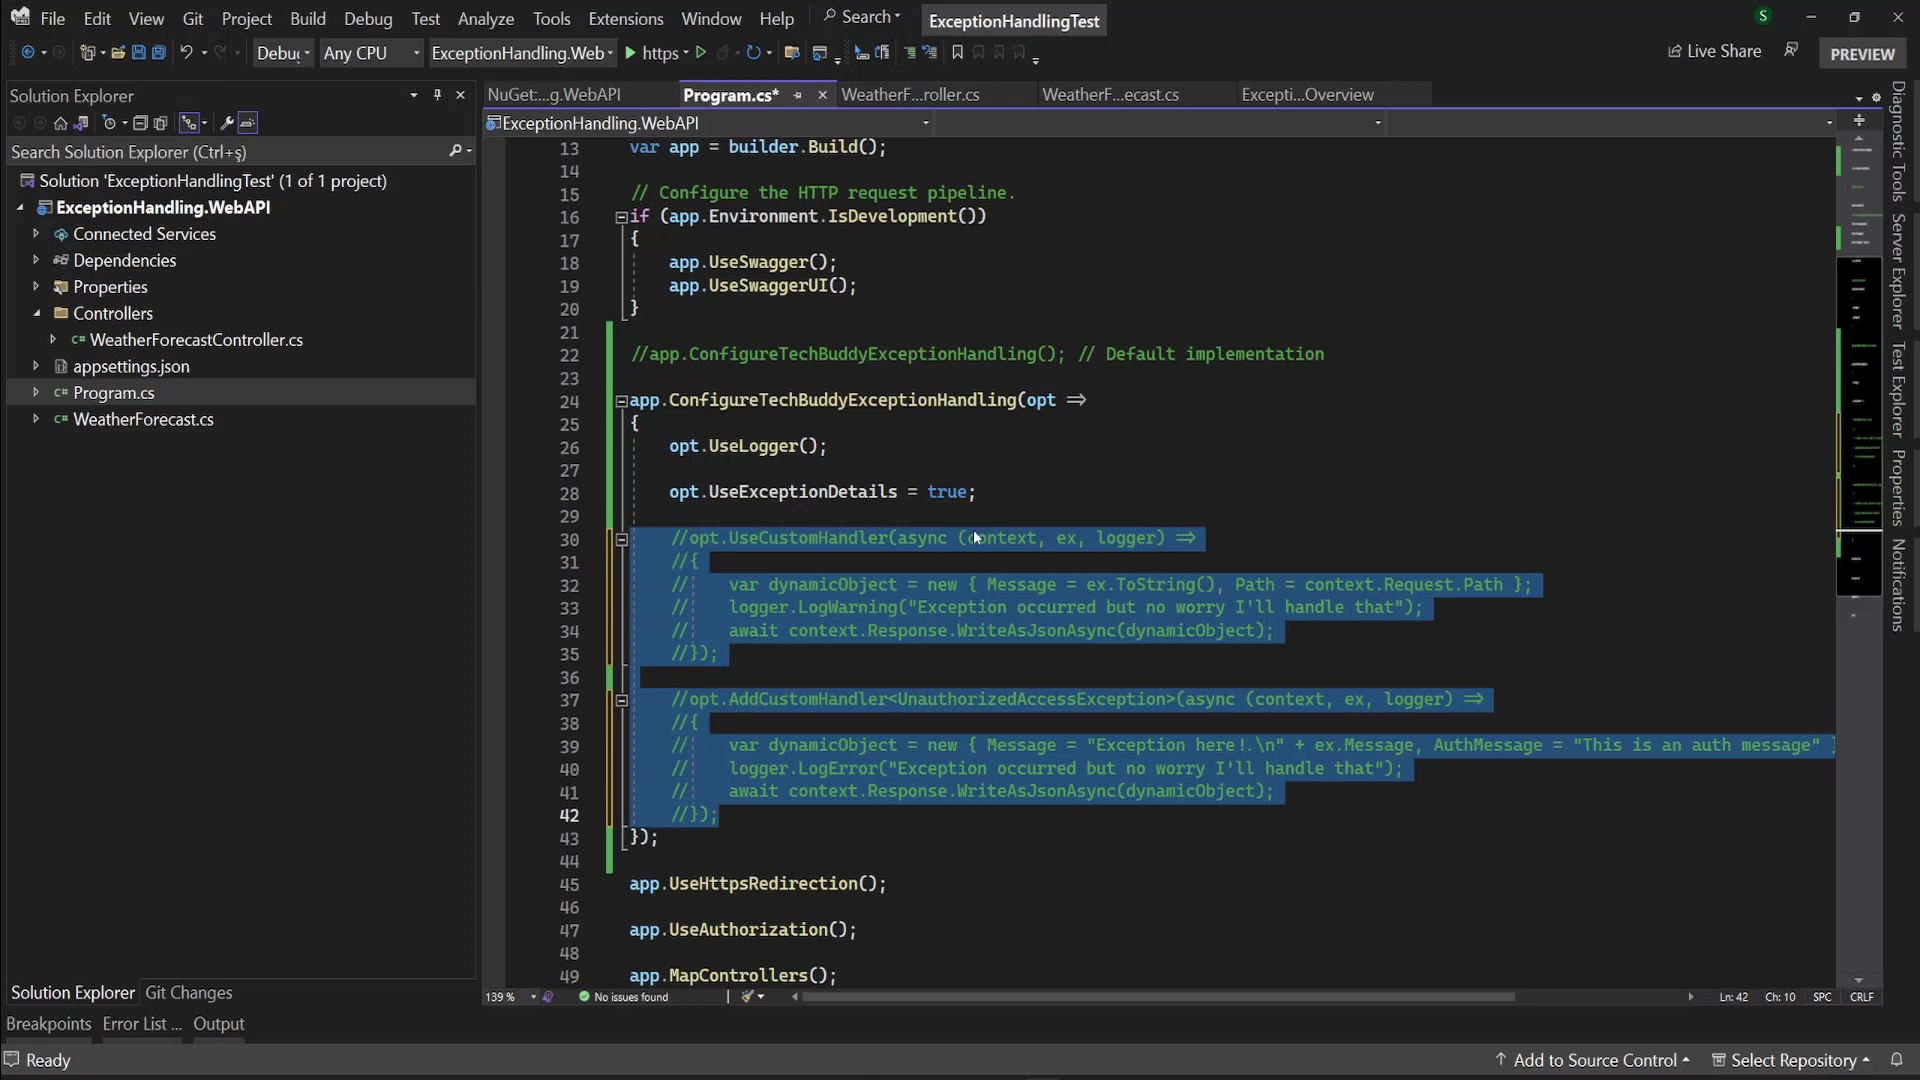 File Edit View Git Project Build Debug Test Analyze Tools Extensions Window Help Search ExceptionHandlingTest S
Debug Any CPU ExceptionHandling.Web https Live Share PREVIEW
Solution Explorer
Search Solution Explorer (Ctrl+ş)
Solution 'ExceptionHandlingTest' (1 of 1 project)
ExceptionHandling.WebAPI
Connected Services
Dependencies
Properties
Controllers
C# WeatherForecastController.cs
appsettings.json
C# Program.cs
C# WeatherForecast.cs
Solution Explorer Git Changes
NuGet:...g.WebAPI Program.cs* WeatherF...roller.cs WeatherF...ecast.cs Excepti...Overview
ExceptionHandling.WebAPI
13 var app = builder.Build();
14
15 // Configure the HTTP request pipeline.
16 if (app.Environment.IsDevelopment())
17 {
18 app.UseSwagger();
19 app.UseSwaggerUI();
20 }
21
22 //app.ConfigureTechBuddyExceptionHandling(); // Default implementation
23
24 app.ConfigureTechBuddyExceptionHandling(opt =>
25 {
26 opt.UseLogger();
27
28 opt.UseExceptionDetails = true;
29
30 //opt.UseCustomHandler(async (context, ex, logger) =>
31 //{
32 // var dynamicObject = new { Message = ex.ToString(), Path = context.Request.Path };
33 // logger.LogWarning("Exception occurred but no worry I'll handle that");
34 // await context.Response.WriteAsJsonAsync(dynamicObject);
35 //});
36
37 //opt.AddCustomHandler<UnauthorizedAccessException>(async (context, ex, logger) =>
38 //{
39 // var dynamicObject = new { Message = "Exception here!.\n" + ex.Message, AuthMessage = "This is an auth message" }
40 // logger.LogError("Exception occurred but no worry I'll handle that");
41 // await context.Response.WriteAsJsonAsync(dynamicObject);
42 //});
43 });
44
45 app.UseHttpsRedirection();
46
47 app.UseAuthorization();
48
49 app.MapControllers();
139 % No issues found Ln: 42 Ch: 10 SPC CRLF
Diagnostic Tools
Server Explorer
Test Explorer
Properties
Notifications
Breakpoints Error List ... Output
Ready Add to Source Control Select Repository